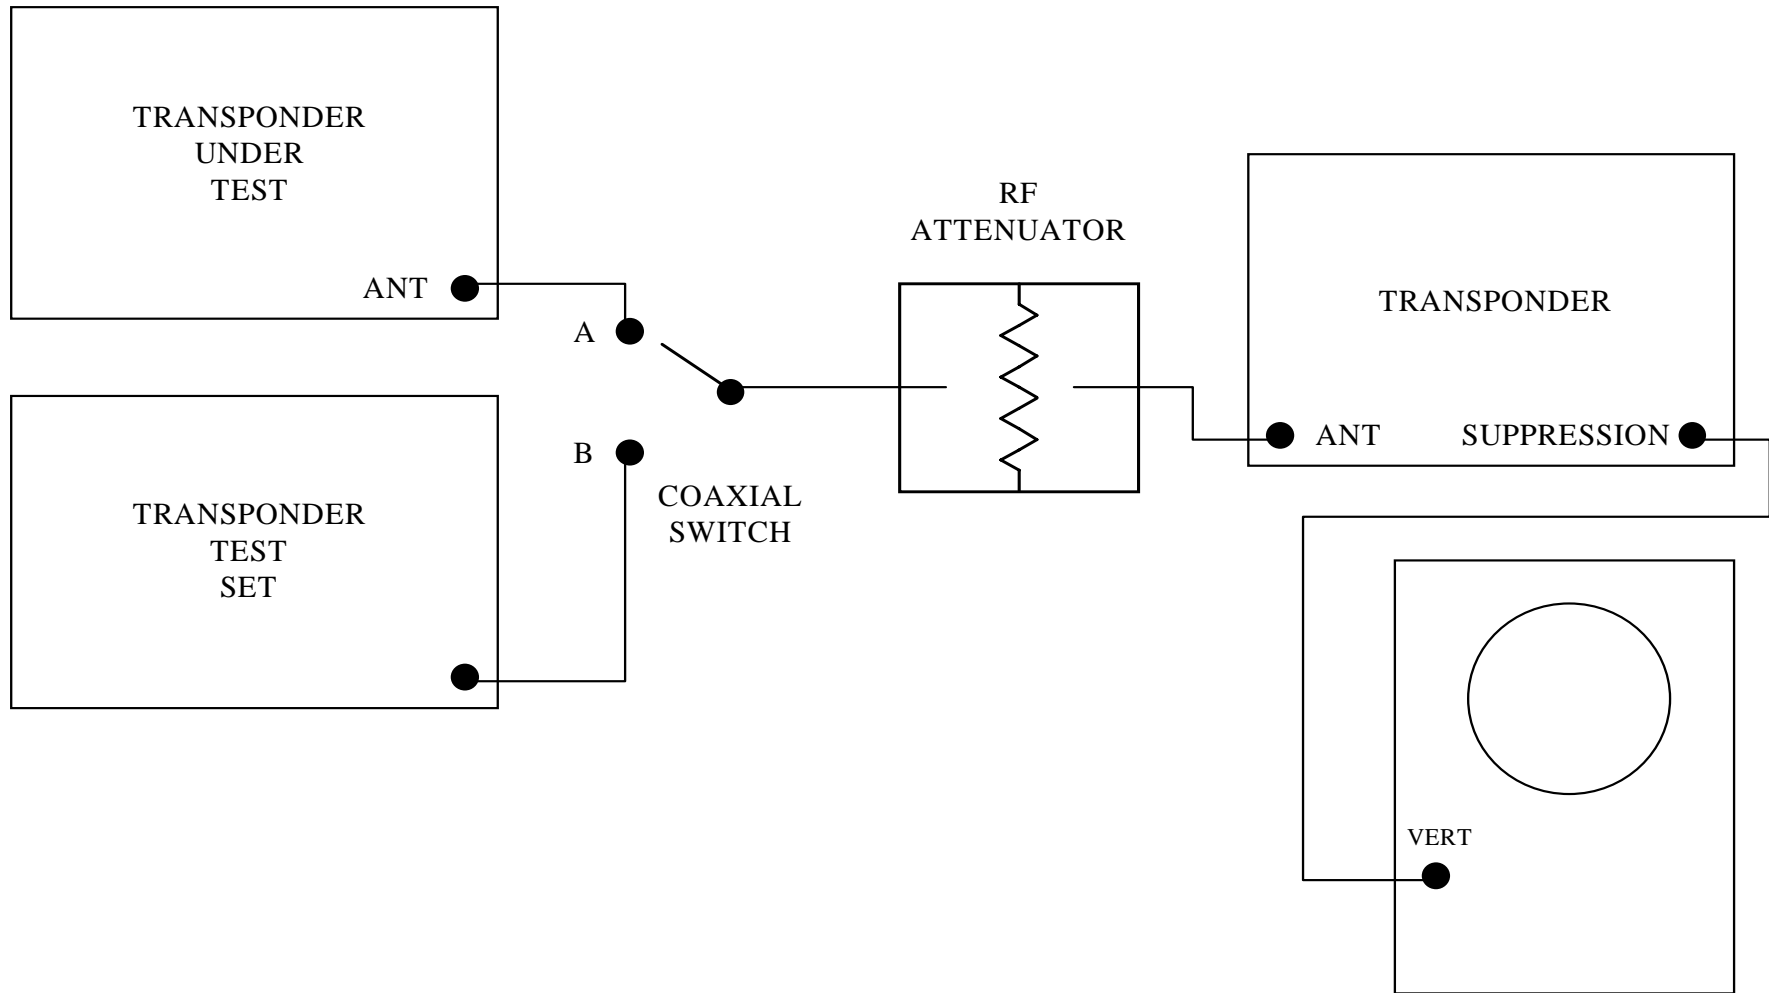 TRANSPONDER
UNDER
TEST
ANT
A
B
COAXIAL
SWITCH
TRANSPONDER
TEST
SET
RF
ATTENUATOR
TRANSPONDER
ANT
SUPPRESSION
VERT